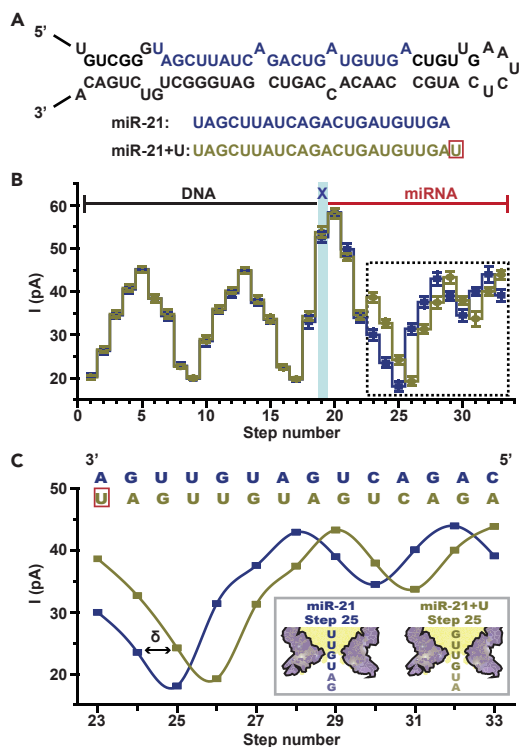 A
5’ U GUCGG GU AGCUUAUC A GACUG A UGUUG A CUGU U G A A U
3’ A CAGUC UG UCGGGUAG CUGAC C ACAAC C U C
miR-21: UAGCUUAUCAGACUGAUGUUGA
miR-21+U: UAGCUUAUCAGACUGAUGUUGAU
B
DNA X miRNA
I (pA)
60
50
40
30
20
0 5 10 15 20 25 30
Step number
C
3’ 5’
A G U U G U A G U C A G A C
U A G U U G U A G U C A G A
I (pA)
50
40
30
20
δ
miR-21 miR-21+U
Step 25 Step 25
U G
U U
G U
U G
A U
G A
23 25 27 29 31 33
Step number